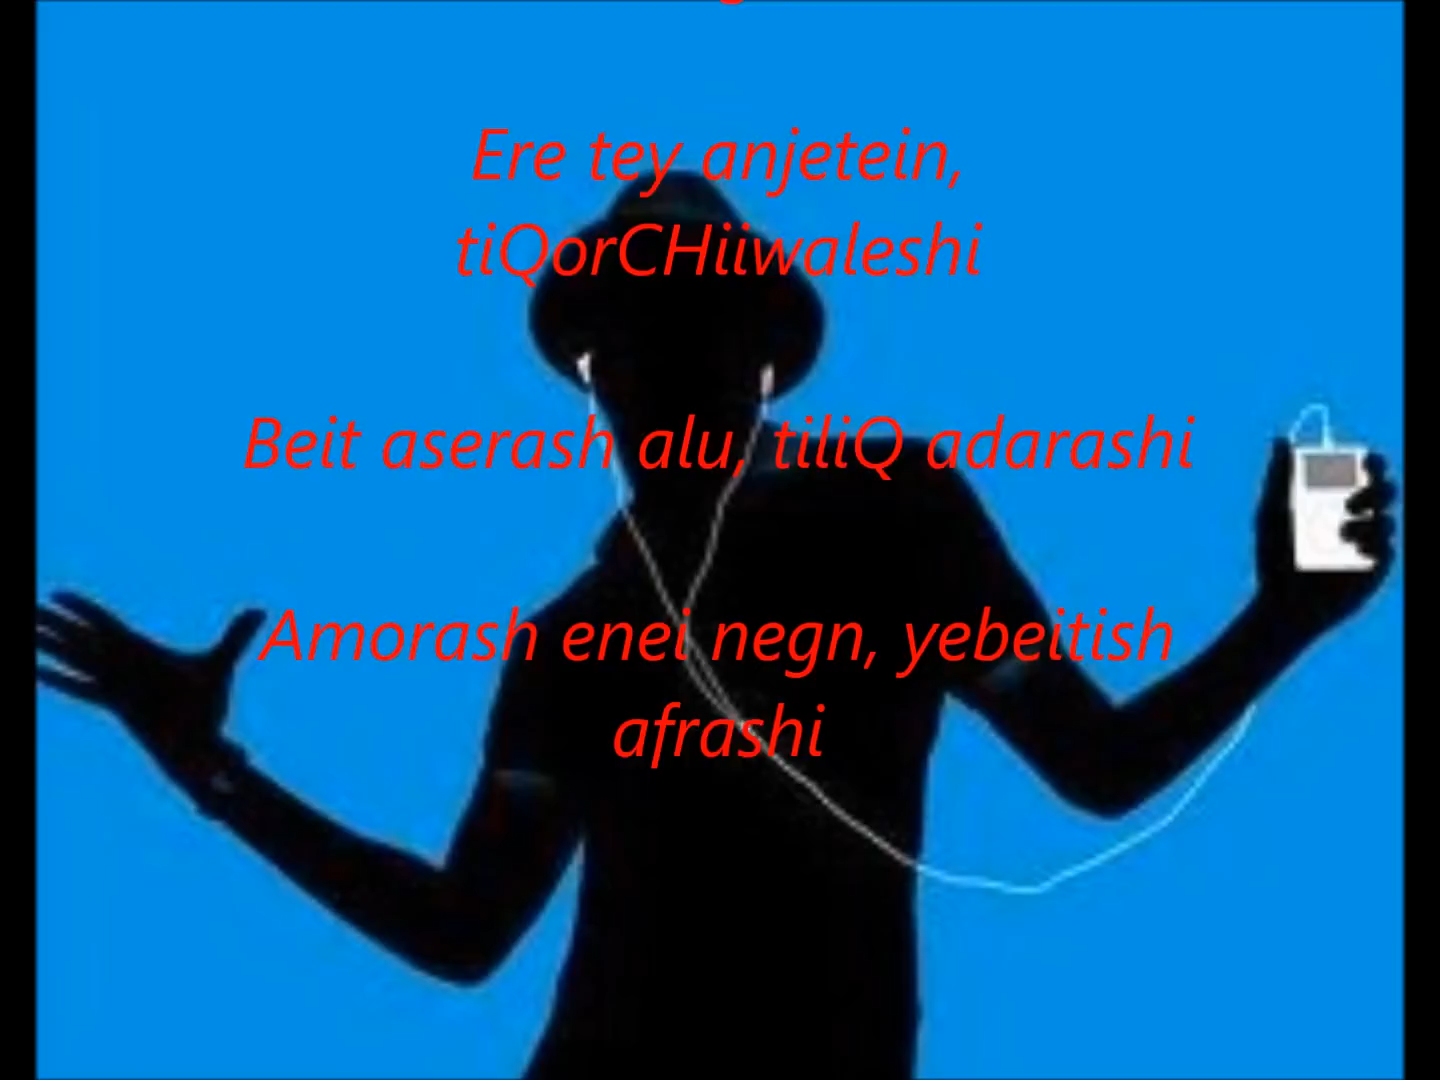 Ere tey anjetein,
tiQorCHiiwaleshi
Beit aserash alu, tiliQ adarashi
Amorash enei negn, yebeitish
afrashi